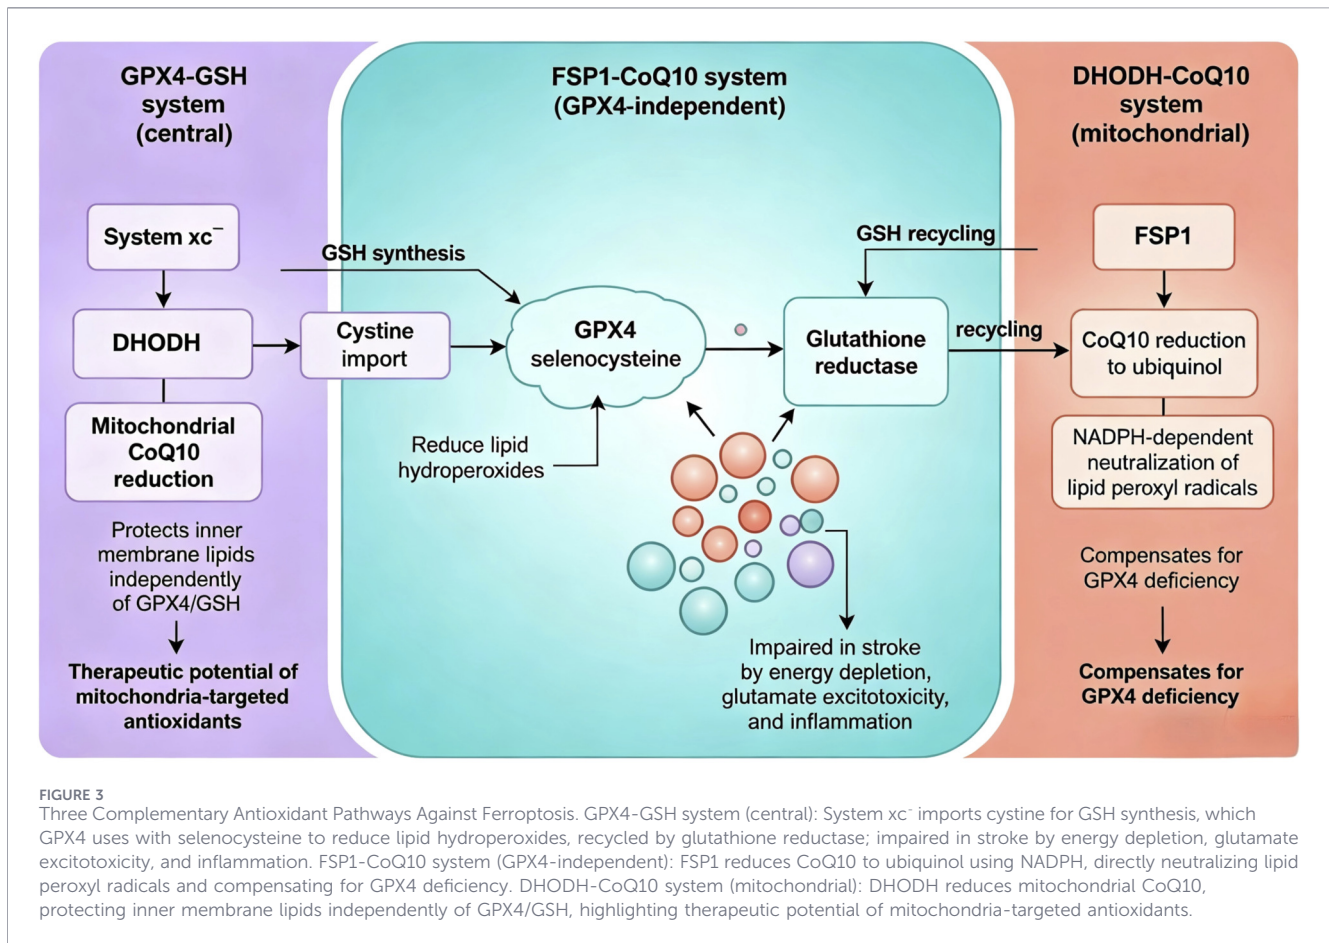 GPX4-GSH
system
(central)
System xc⁻
DHODH
Mitochondrial
CoQ10
reduction
Protects inner
membrane lipids
independently
of GPX4/GSH
Therapeutic potential of
mitochondria-targeted
antioxidants
FSP1-CoQ10 system
(GPX4-independent)
GSH synthesis
Cystine
import
GPX4
selenocysteine
Reduce lipid
hydroperoxides
GSH recycling
Glutathione
reductase
recycling
Impaired in stroke
by energy depletion,
glutamate excitotoxicity,
and inflammation
DHODH-CoQ10
system
(mitochondrial)
FSP1
CoQ10 reduction
to ubiquinol
NADPH-dependent
neutralization of
lipid peroxyl radicals
Compensates for
GPX4 deficiency
Compensates for
GPX4 deficiency
FIGURE 3
Three Complementary Antioxidant Pathways Against Ferroptosis. GPX4-GSH system (central): System xc⁻ imports cystine for GSH synthesis, which
GPX4 uses with selenocysteine to reduce lipid hydroperoxides, recycled by glutathione reductase; impaired in stroke by energy depletion, glutamate
excitotoxicity, and inflammation. FSP1-CoQ10 system (GPX4-independent): FSP1 reduces CoQ10 to ubiquinol using NADPH, directly neutralizing lipid
peroxyl radicals and compensating for GPX4 deficiency. DHODH-CoQ10 system (mitochondrial): DHODH reduces mitochondrial CoQ10,
protecting inner membrane lipids independently of GPX4/GSH, highlighting therapeutic potential of mitochondria-targeted antioxidants.